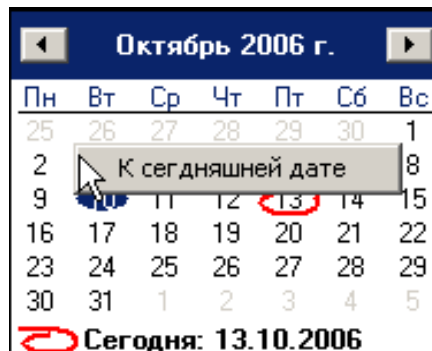 Октябрь 2006 г.
Пн Вт Ср Чт Пт Сб Вс
25 26 27 28 29 30 1
2 К сегдняшней дате 8
9 10 11 12 13 14 15
16 17 18 19 20 21 22
23 24 25 26 27 28 29
30 31 1 2 3 4 5
Сегодня: 13.10.2006